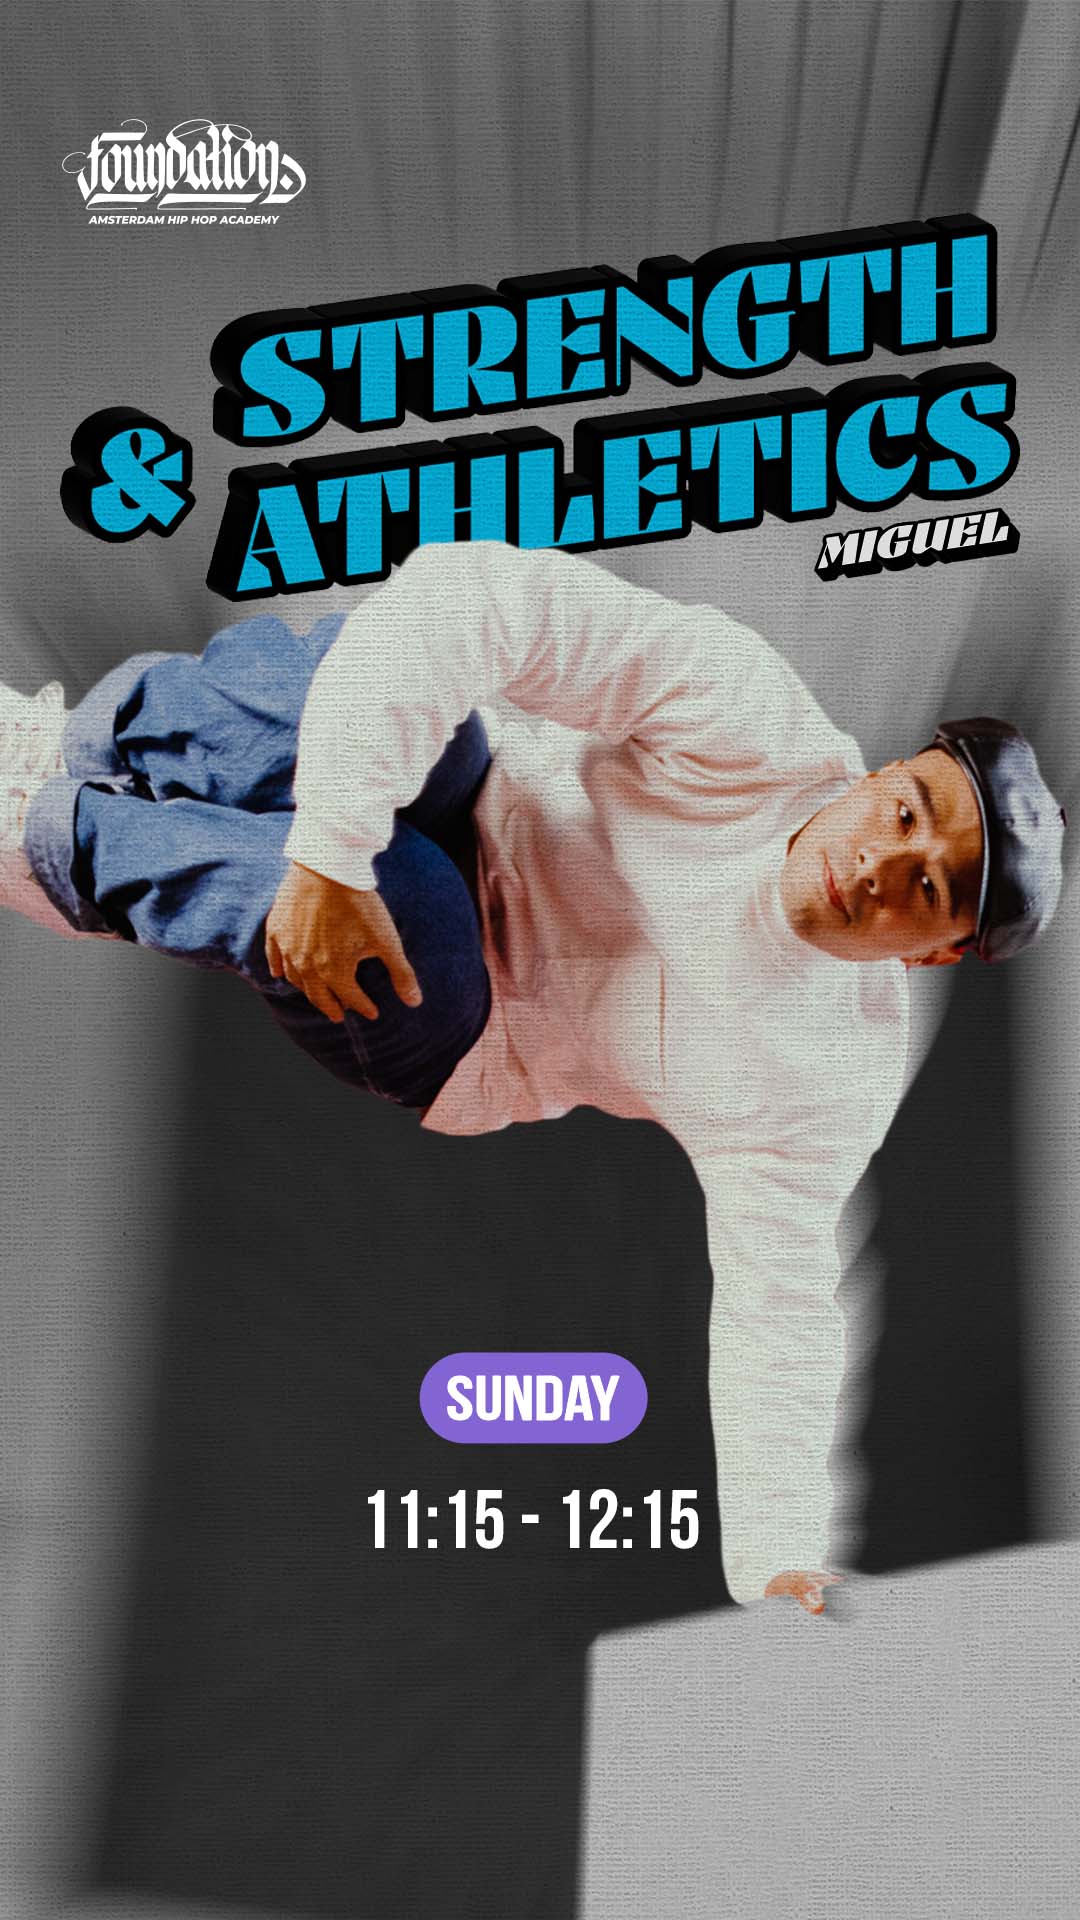 foundation.
AMSTERDAM HIP HOP ACADEMY
STRENGTH
& ATHLETICS
MIGUEL
SUNDAY
11:15 - 12:15